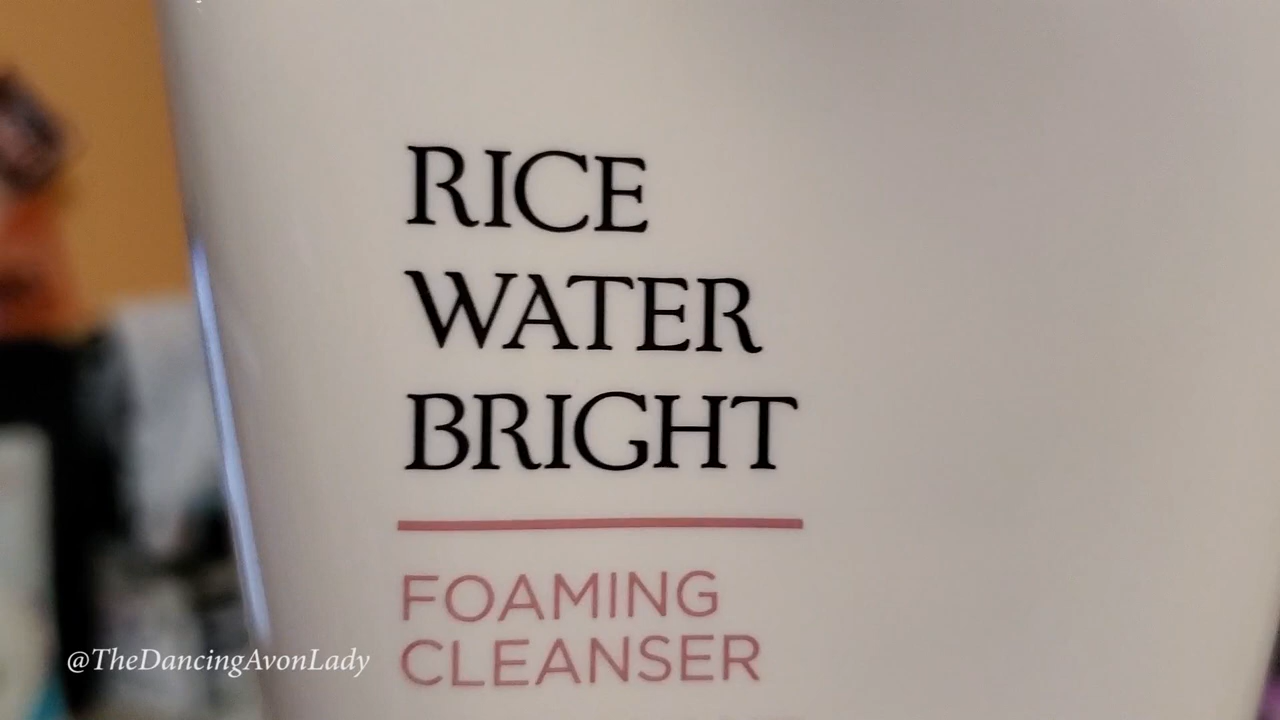 RICE
WATER
BRIGHT
FOAMING
CLEANSER
@TheDancingAvonLady